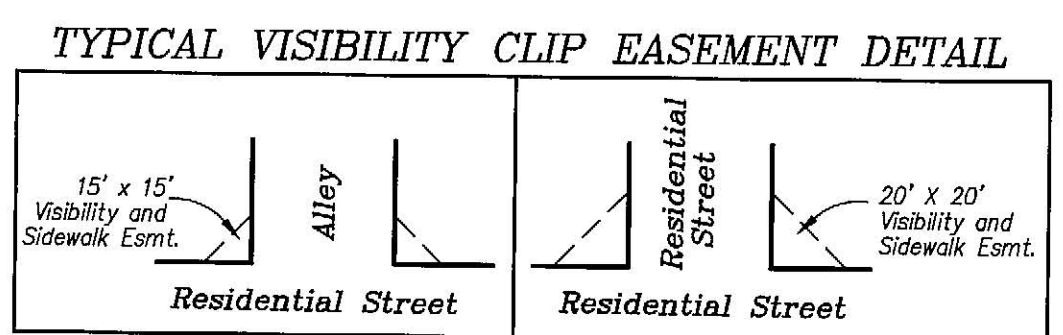 TYPICAL VISIBILITY CLIP EASEMENT DETAIL
15' x 15'
Visibility and
Sidewalk Esmt.
Alley
Residential Street
Residential
Street
20' X 20'
Visibility and
Sidewalk Esmt.
Residential Street